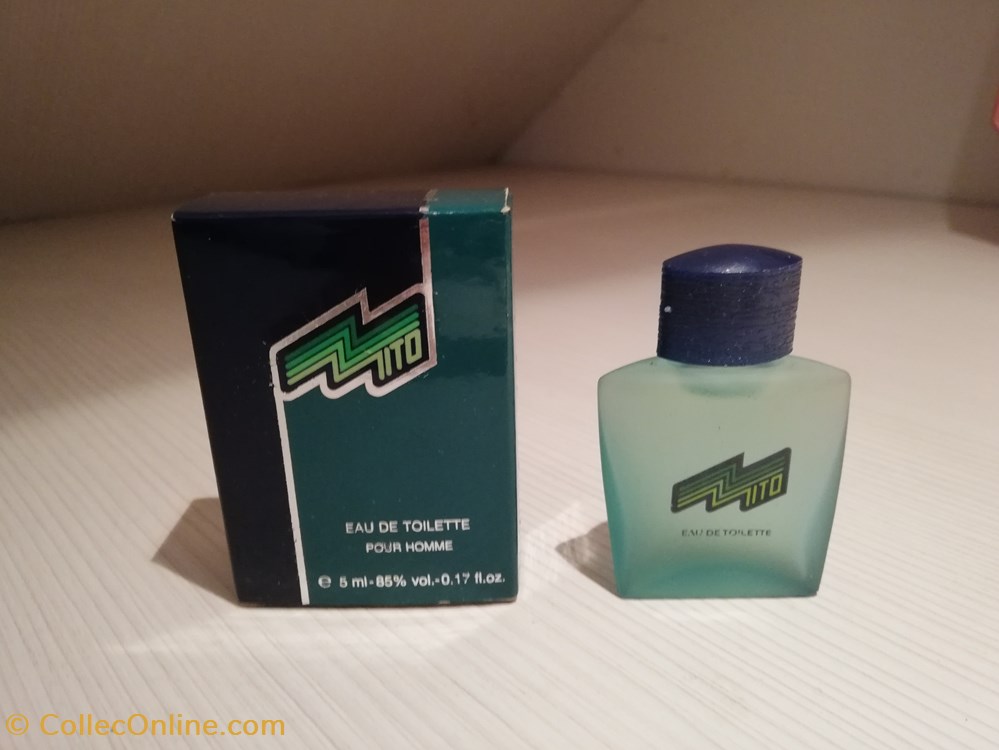 MITO
EAU DE TOILETTE
POUR HOMME
e 5 ml-85% vol.-0.17 fl.oz.
MITO
EAU DE TOILETTE
© CollecOnline.com